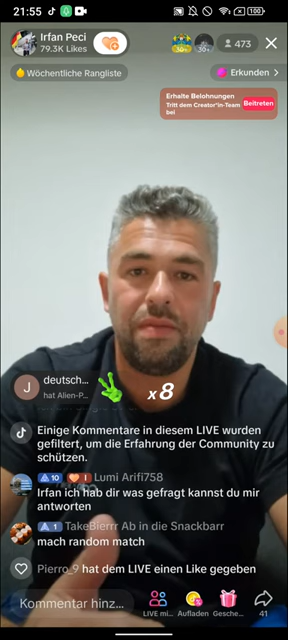 21:55
100
Irfan Peci
79.3K Likes
30+
30+
473
Wöchentliche Rangliste
Erkunden >
Erhalte Belohnungen
Tritt dem Creator*in-Team bei
Beitreten
J
deutsch...
hat Alien-P...
x8
Einige Kommentare in diesem LIVE wurden
gefiltert, um die Erfahrung der Community zu
schützen.
10 I Lumi Arifi758
Irfan ich hab dir was gefragt kannst du mir
antworten
1 TakeBierrr Ab in die Snackbarr
mach random match
Pierro_9 hat dem LIVE einen Like gegeben
Kommentar hinz...
LIVE mi...
Aufladen
Gesche...
41